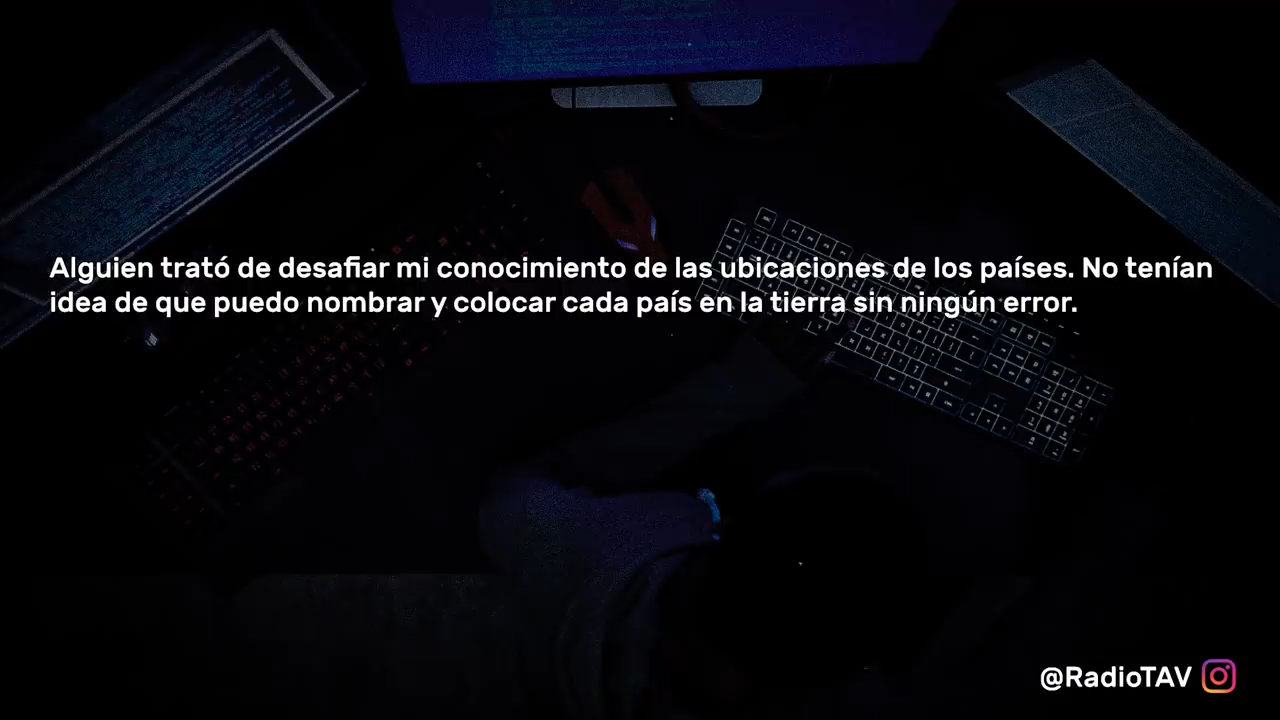 Alguien trató de desafiar mi conocimiento de las ubicaciones de los países. No tenían
idea de que puedo nombrar y colocar cada país en la tierra sin ningún error.
@RadioTAV